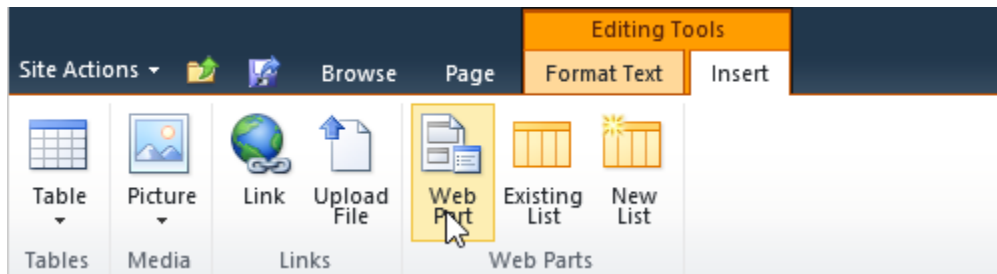 Editing Tools
Site Actions Browse Page Format Text Insert
Table Picture Link Upload File Web Part Existing List New List
Tables Media Links Web Parts